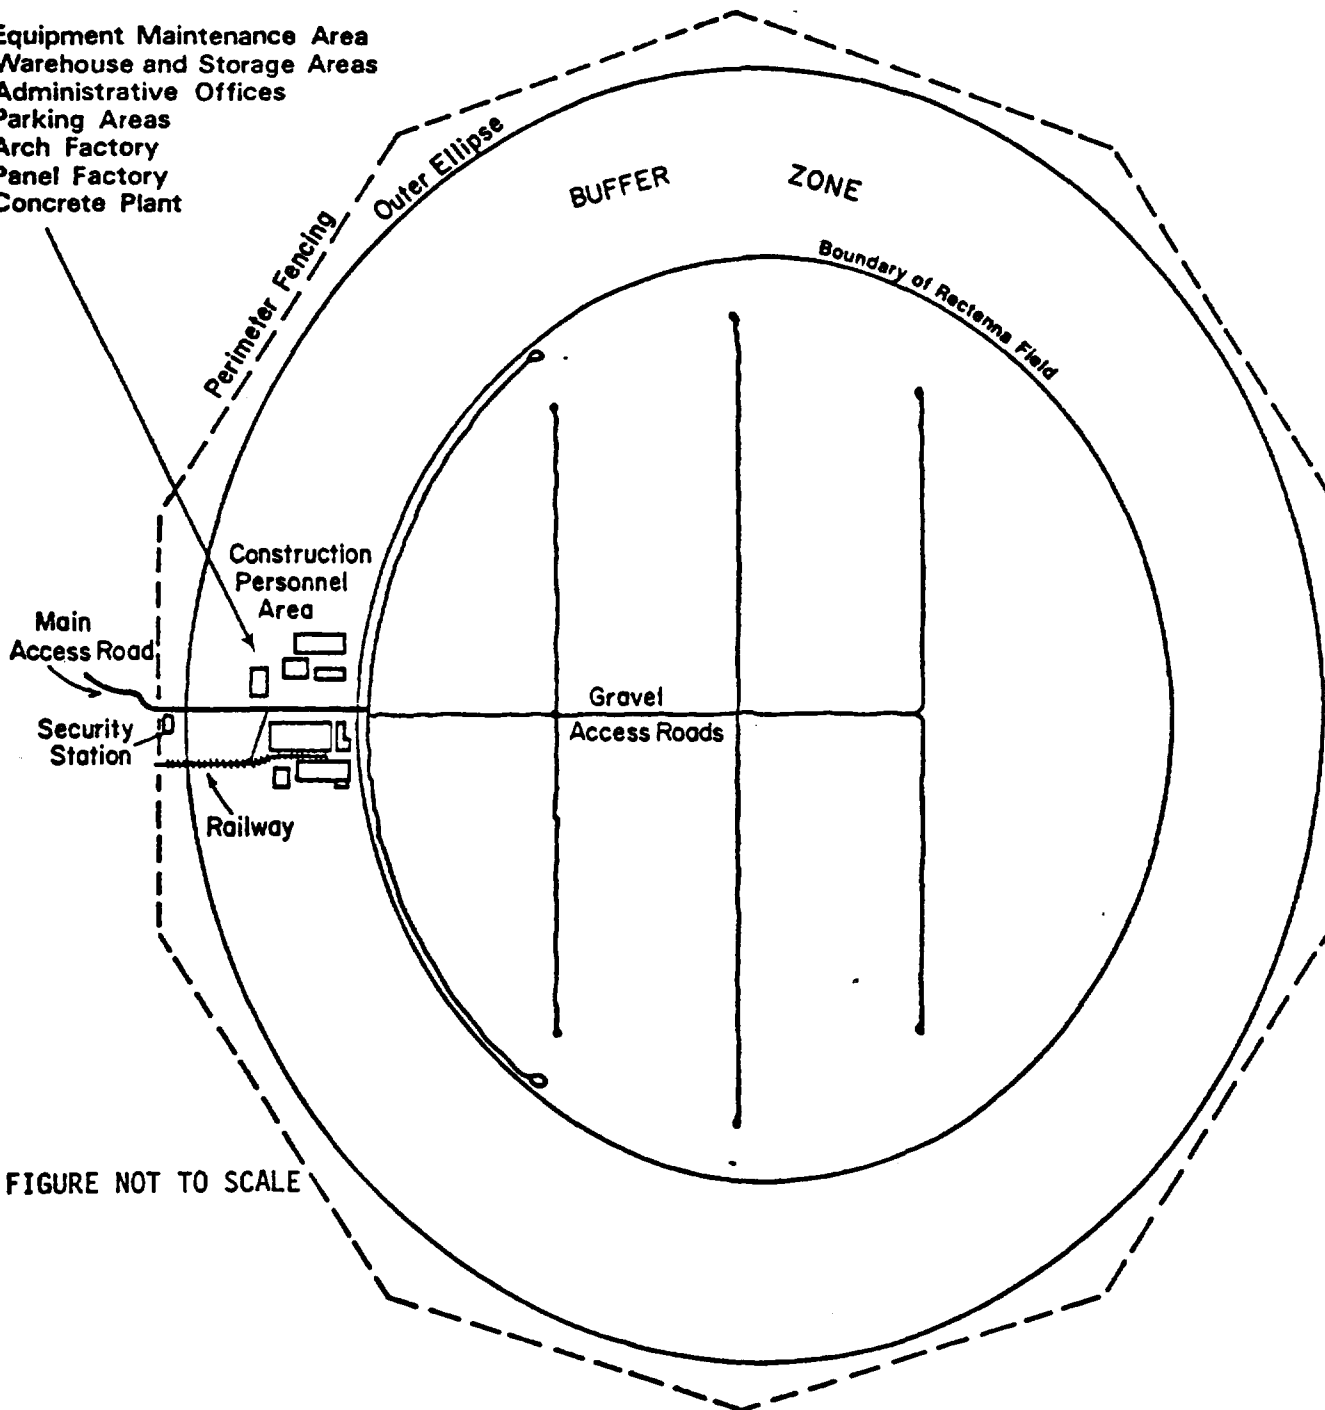 Equipment Maintenance Area
Warehouse and Storage Areas
Administrative Offices
Parking Areas
Arch Factory
Panel Factory
Concrete Plant
Outer Ellipse
BUFFER ZONE
Perimeter Fencing
Boundary of Rectenna Field
Construction
Personnel
Area
Main
Access Road
Gravel
Access Roads
Security
Station
Railway
FIGURE NOT TO SCALE